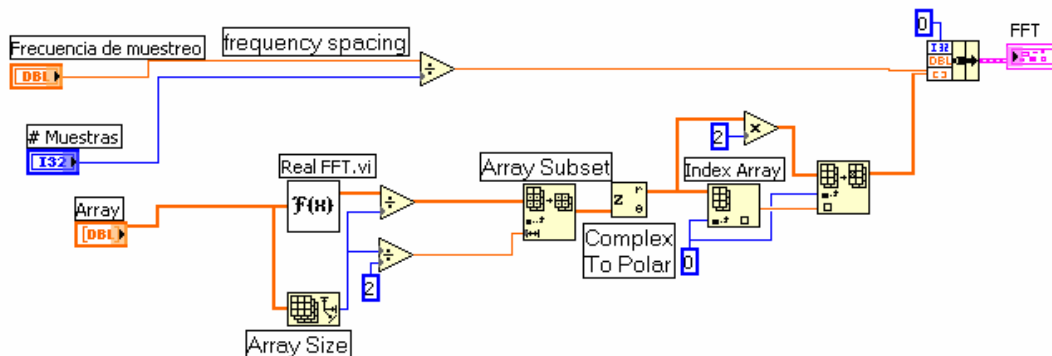 0
FFT
Frecuencia de muestreo
frequency spacing
DBL
÷
I32
DBL
[ ]
# Muestras
I32
2
x
Real FFT.vi
Array Subset
Index Array
Array
[DBL]
F(x)
÷
z
r
θ
÷
2
Complex
To Polar
0
Array Size